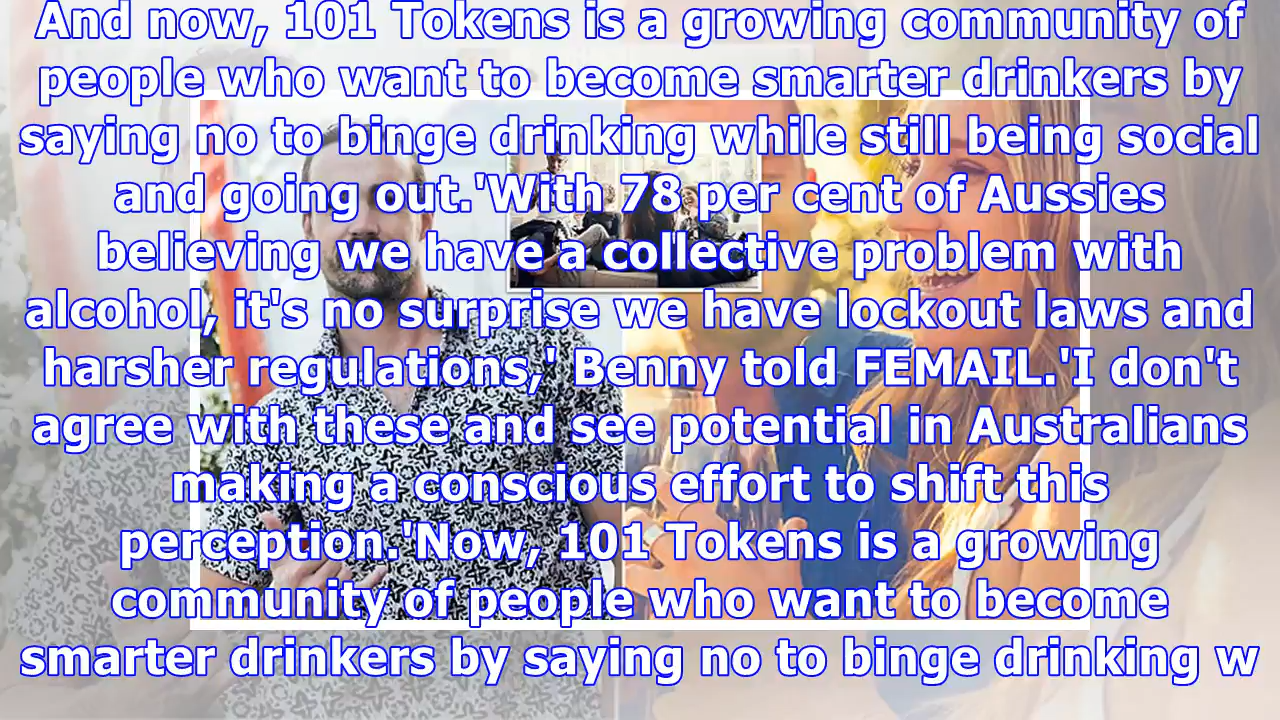 And now, 101 Tokens is a growing community of
people who want to become smarter drinkers by
saying no to binge drinking while still being social
and going out.'With 78 per cent of Aussies
believing we have a collective problem with
alcohol, it's no surprise we have lockout laws and
harsher regulations,' Benny told FEMAIL.'I don't
agree with these and see potential in Australians
making a conscious effort to shift this
perception.'Now, 101 Tokens is a growing
community of people who want to become
smarter drinkers by saying no to binge drinking w